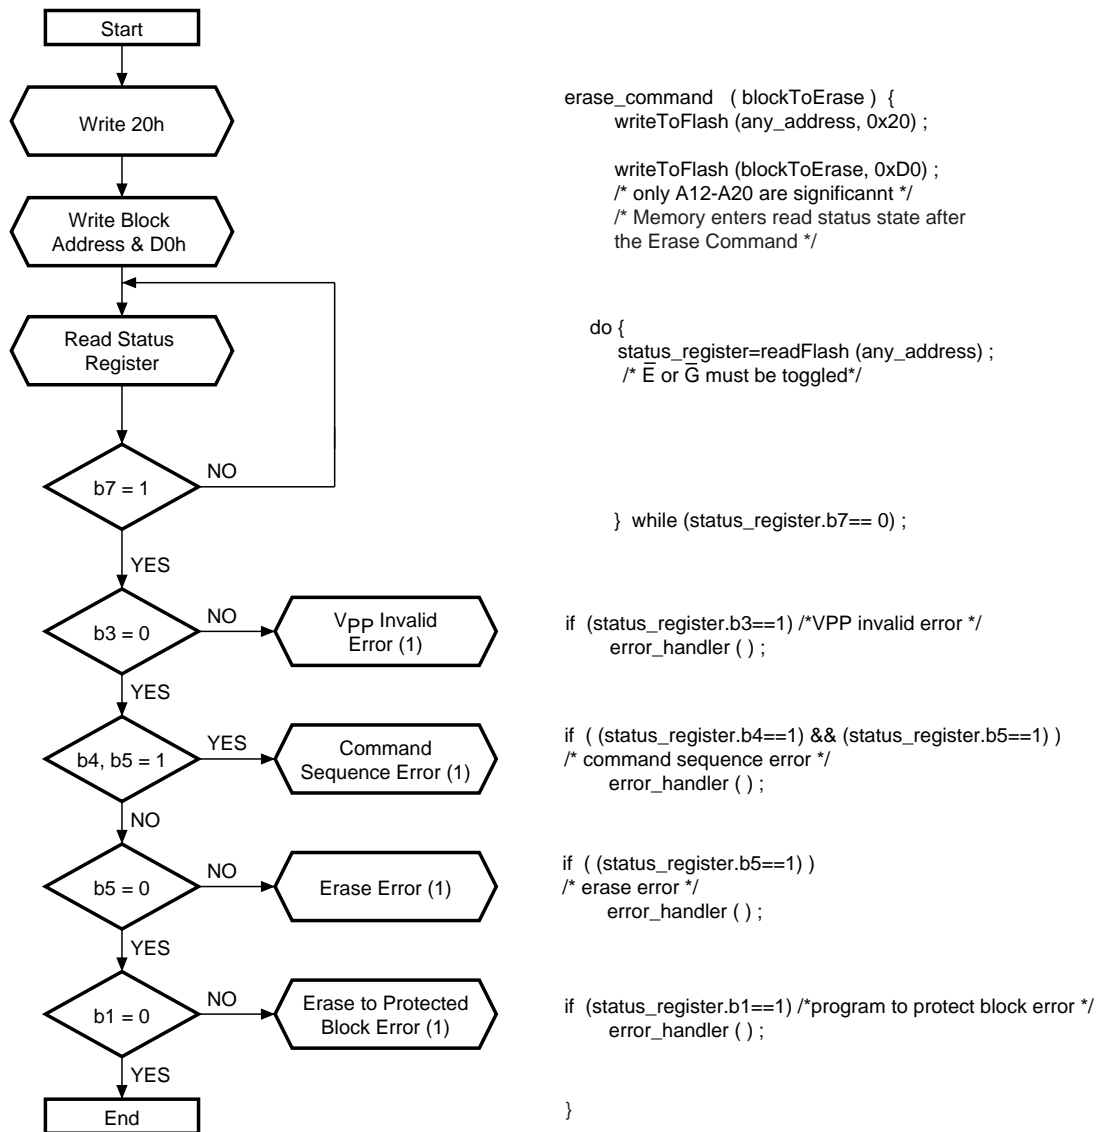 Start
Write 20h
Write Block
Address & D0h
Read Status
Register
b7 = 1
NO
YES
b3 = 0
NO
VPP Invalid
Error (1)
YES
b4, b5 = 1
YES
Command
Sequence Error (1)
NO
b5 = 0
NO
Erase Error (1)
YES
b1 = 0
NO
Erase to Protected
Block Error (1)
YES
End
erase_command ( blockToErase ) {
writeToFlash (any_address, 0x20) ;
writeToFlash (blockToErase, 0xD0) ;
/* only A12-A20 are significannt */
/* Memory enters read status state after
the Erase Command */
do {
status_register=readFlash (any_address) ;
/* E̅ or G̅ must be toggled*/
} while (status_register.b7== 0) ;
if (status_register.b3==1) /*VPP invalid error */
error_handler ( ) ;
if ( (status_register.b4==1) && (status_register.b5==1) )
/* command sequence error */
error_handler ( ) ;
if ( (status_register.b5==1) )
/* erase error */
error_handler ( ) ;
if (status_register.b1==1) /*program to protect block error */
error_handler ( ) ;
}